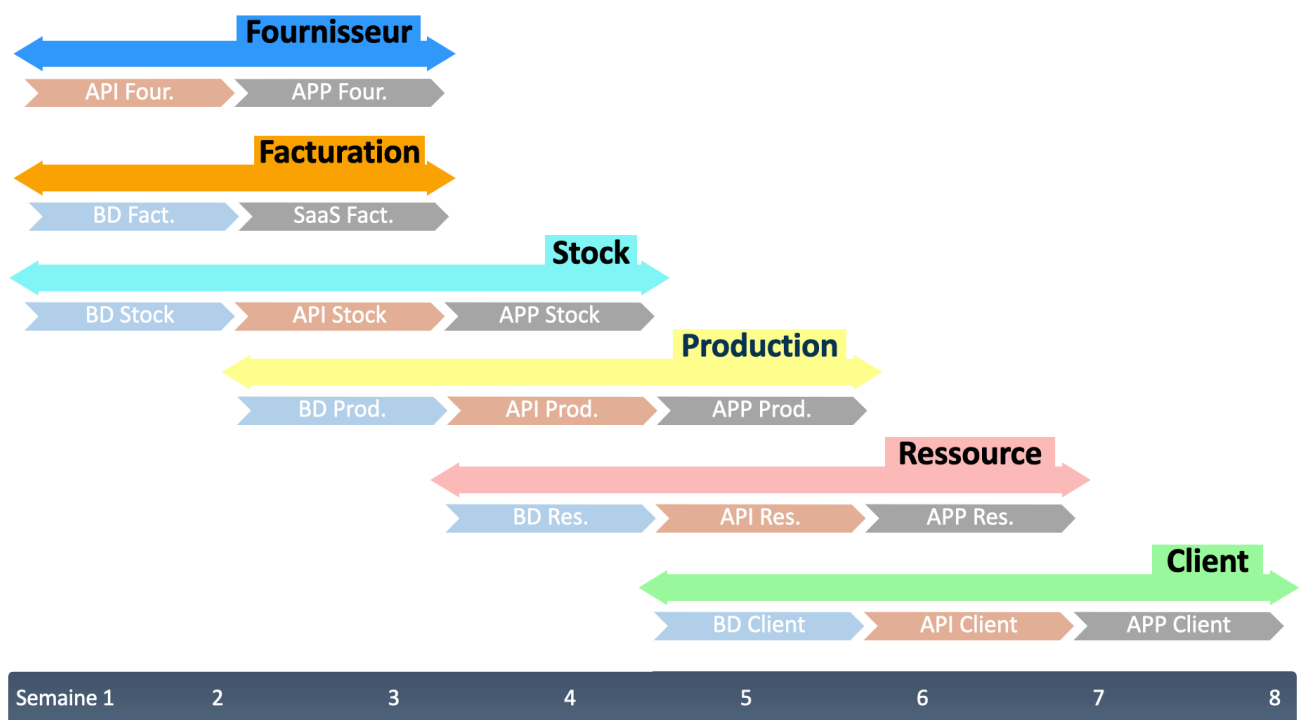 Fournisseur
API Four.
APP Four.
Facturation
BD Fact.
SaaS Fact.
Stock
BD Stock
API Stock
APP Stock
Production
BD Prod.
API Prod.
APP Prod.
Ressource
BD Res.
API Res.
APP Res.
Client
BD Client
API Client
APP Client
Semaine 1 2 3 4 5 6 7 8